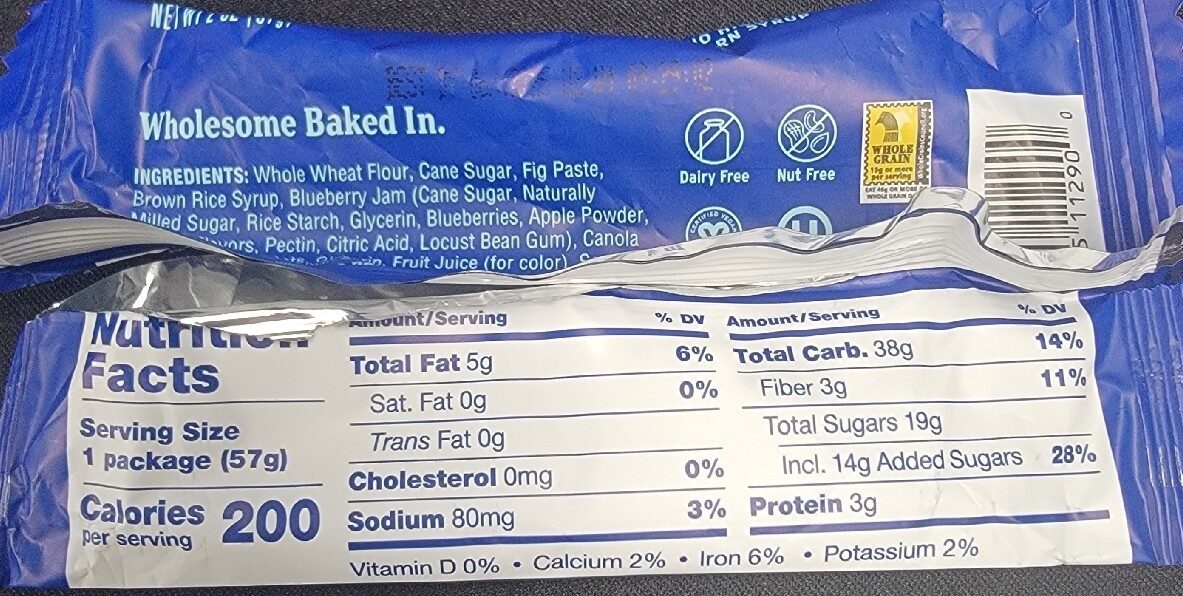 Wholesome Baked In.
INGREDIENTS: Whole Wheat Flour, Cane Sugar, Fig Paste,
Brown Rice Syrup, Blueberry Jam (Cane Sugar, Naturally
Milled Sugar, Rice Starch, Glycerin, Blueberries, Apple Powder,
Pectin, Citric Acid, Locust Bean Gum), Canola
Fruit Juice (for color)
Dairy Free
Nut Free
WHOLE
GRAIN
per serving
5 11290 0
Nutrition
Facts
Serving Size
1 package (57g)
Calories 200
per serving
Amount/Serving % DV
Total Fat 5g 6%
Sat. Fat 0g 0%
Trans Fat 0g
Cholesterol 0mg 0%
Sodium 80mg 3%
Amount/Serving % DV
Total Carb. 38g 14%
Fiber 3g 11%
Total Sugars 19g
Incl. 14g Added Sugars 28%
Protein 3g
Vitamin D 0% • Calcium 2% • Iron 6% • Potassium 2%